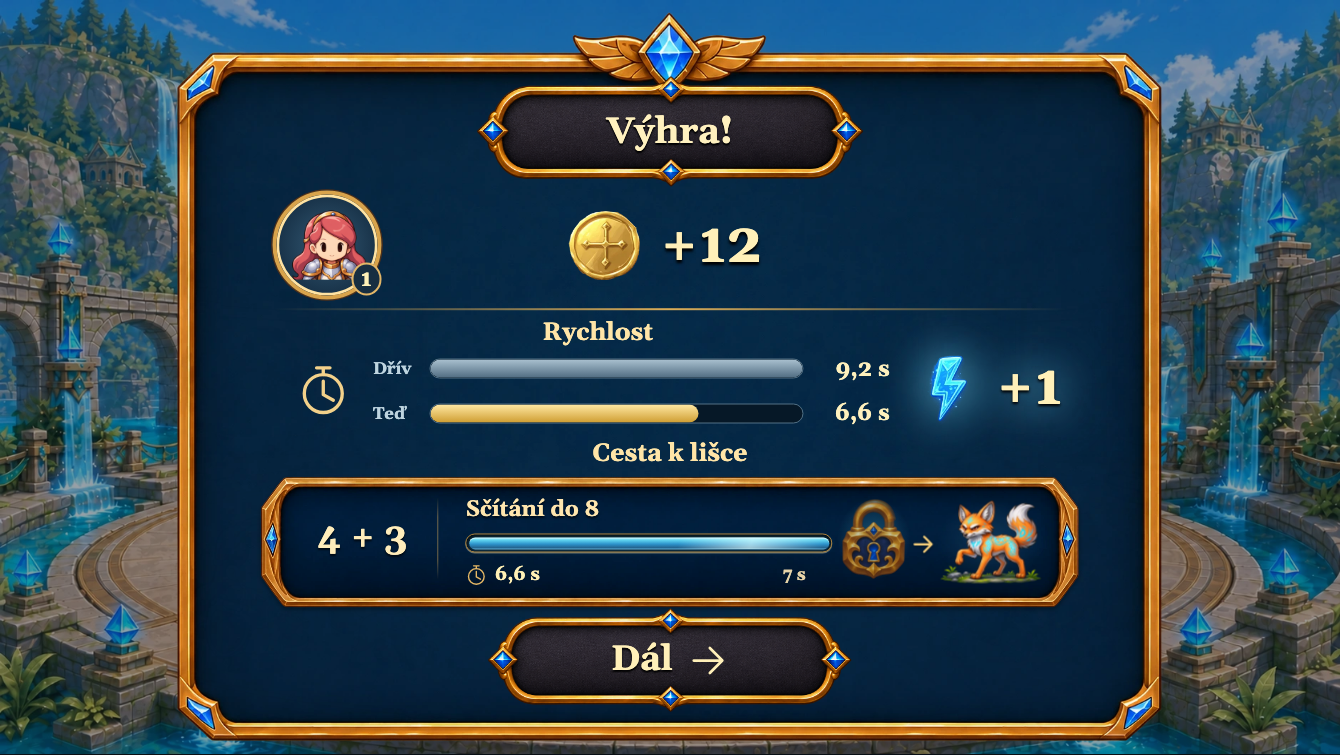 Výhra!
1
+12
Rychlost
Dřív 9,2 s
Teď 6,6 s
+1
Cesta k lišce
4 + 3
Sčítání do 8
6,6 s 7 s
Dál →